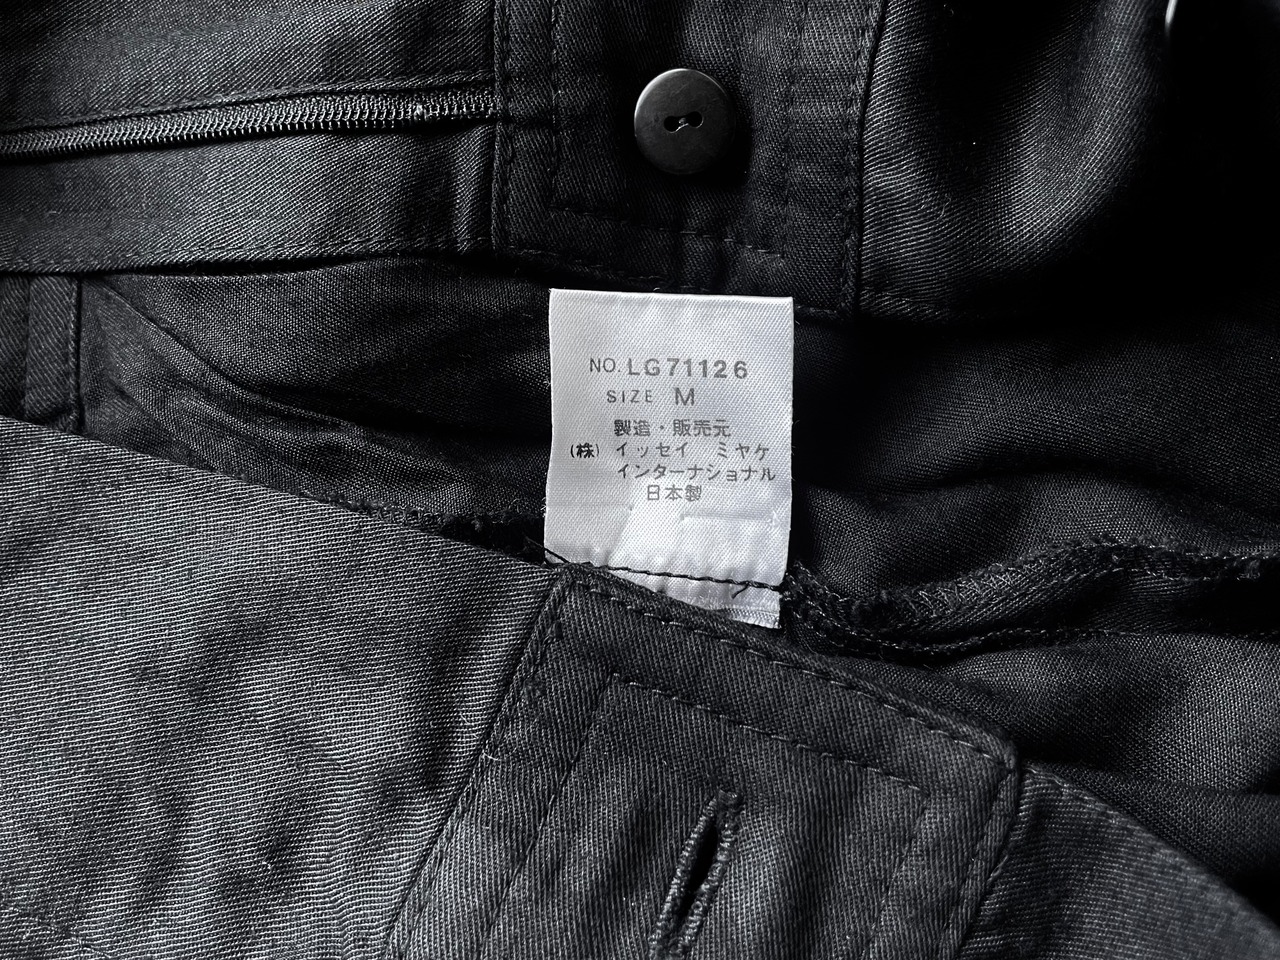 NO. LG71126
SIZE M
製造・販売元
(株) イッセイ ミヤケ
インターナショナル
日本製